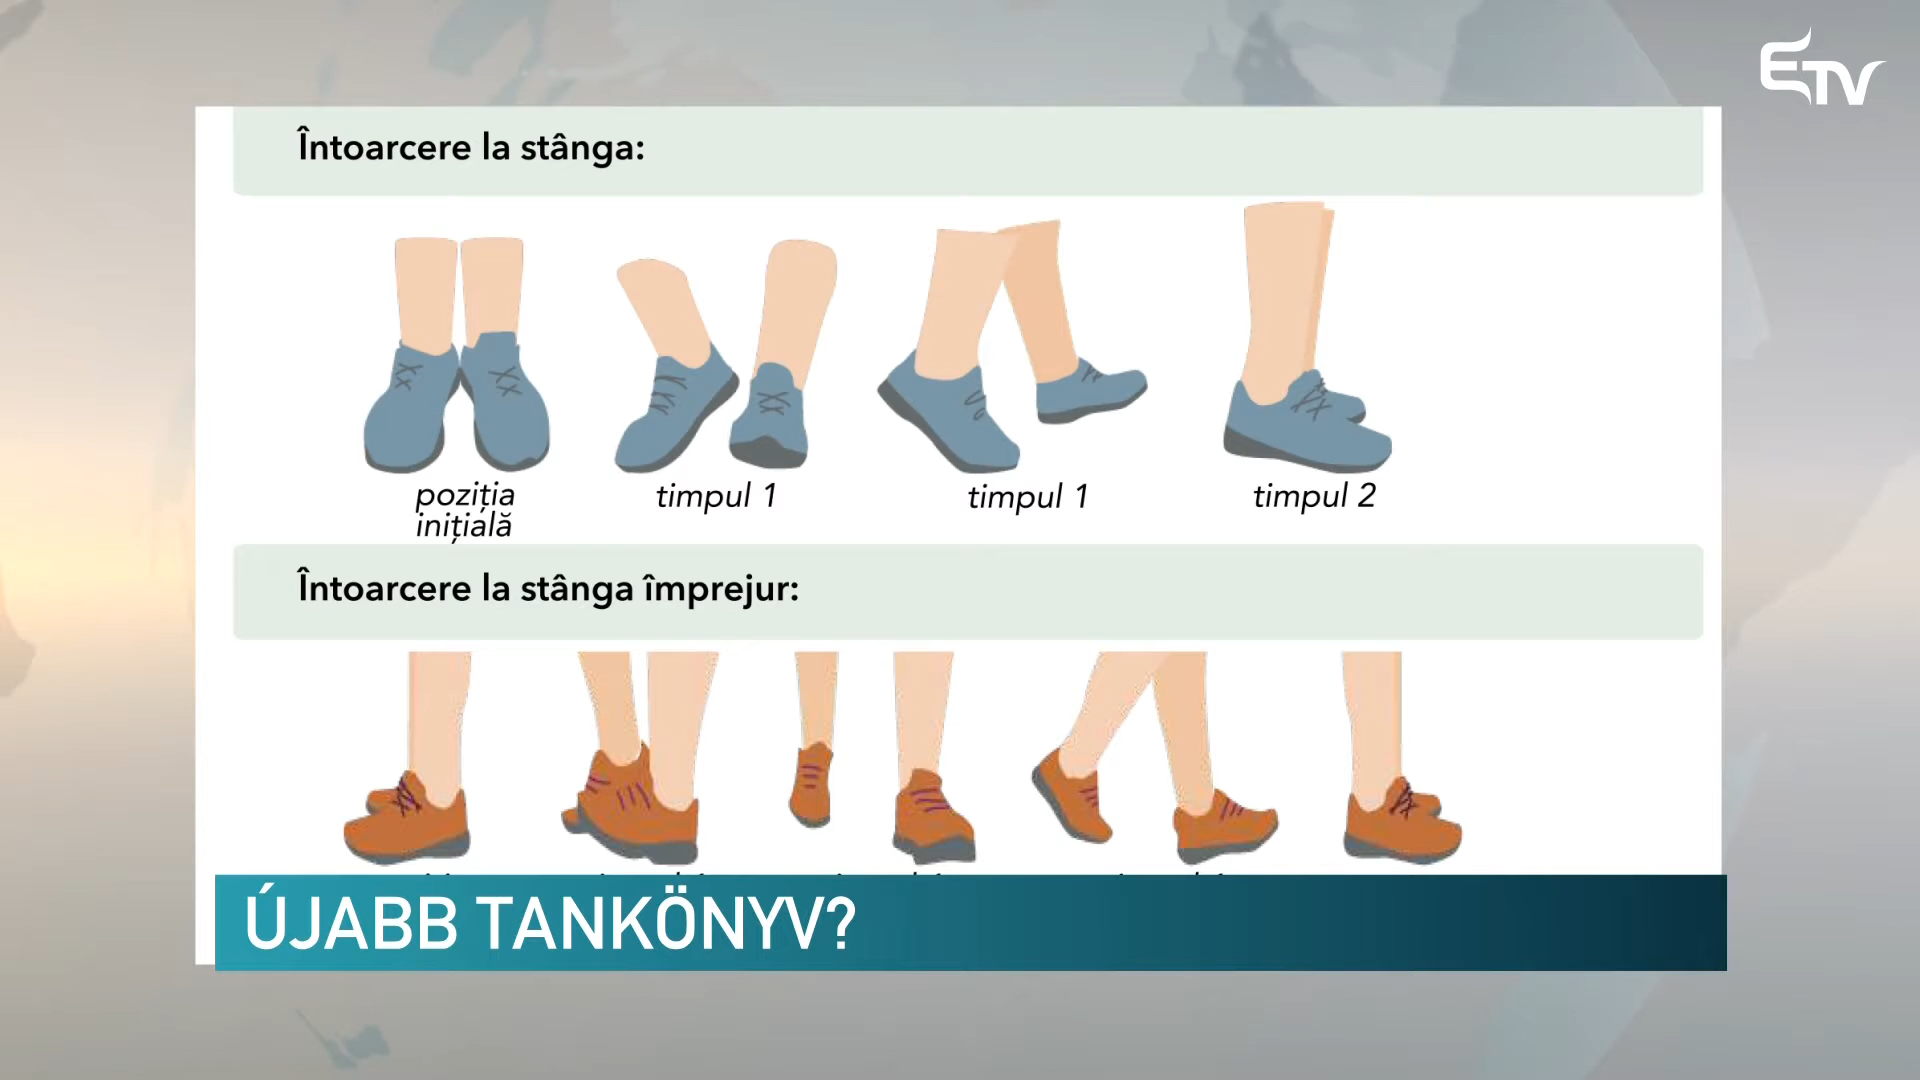 ETV
Întoarcere la stânga:
poziția
inițială
timpul 1
timpul 1
timpul 2
Întoarcere la stânga împrejur:
ÚJABB TANKÖNYV?